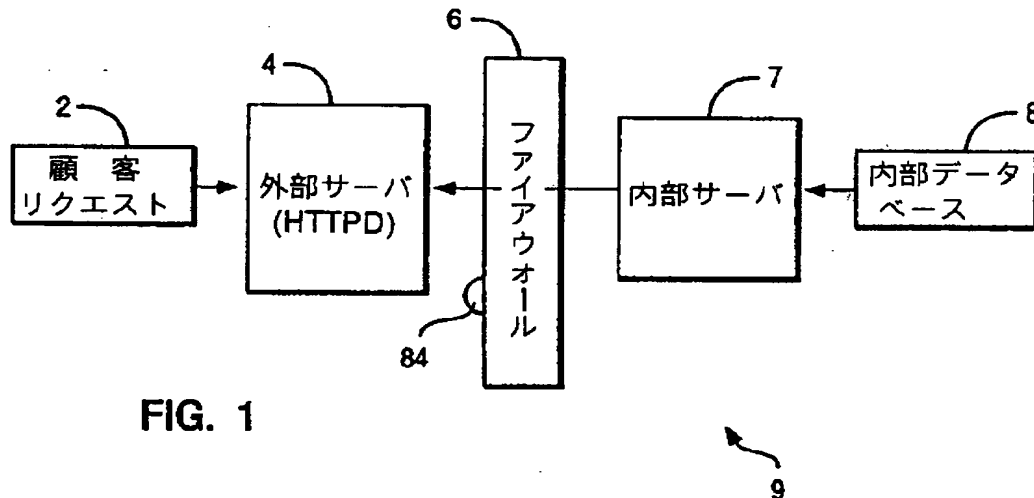 6
4
7
2
8
顧 客
リクエスト
外部サーバ
(HTTPD)
ファイアウオール
内部サーバ
内部データ
ベース
84
FIG. 1
9